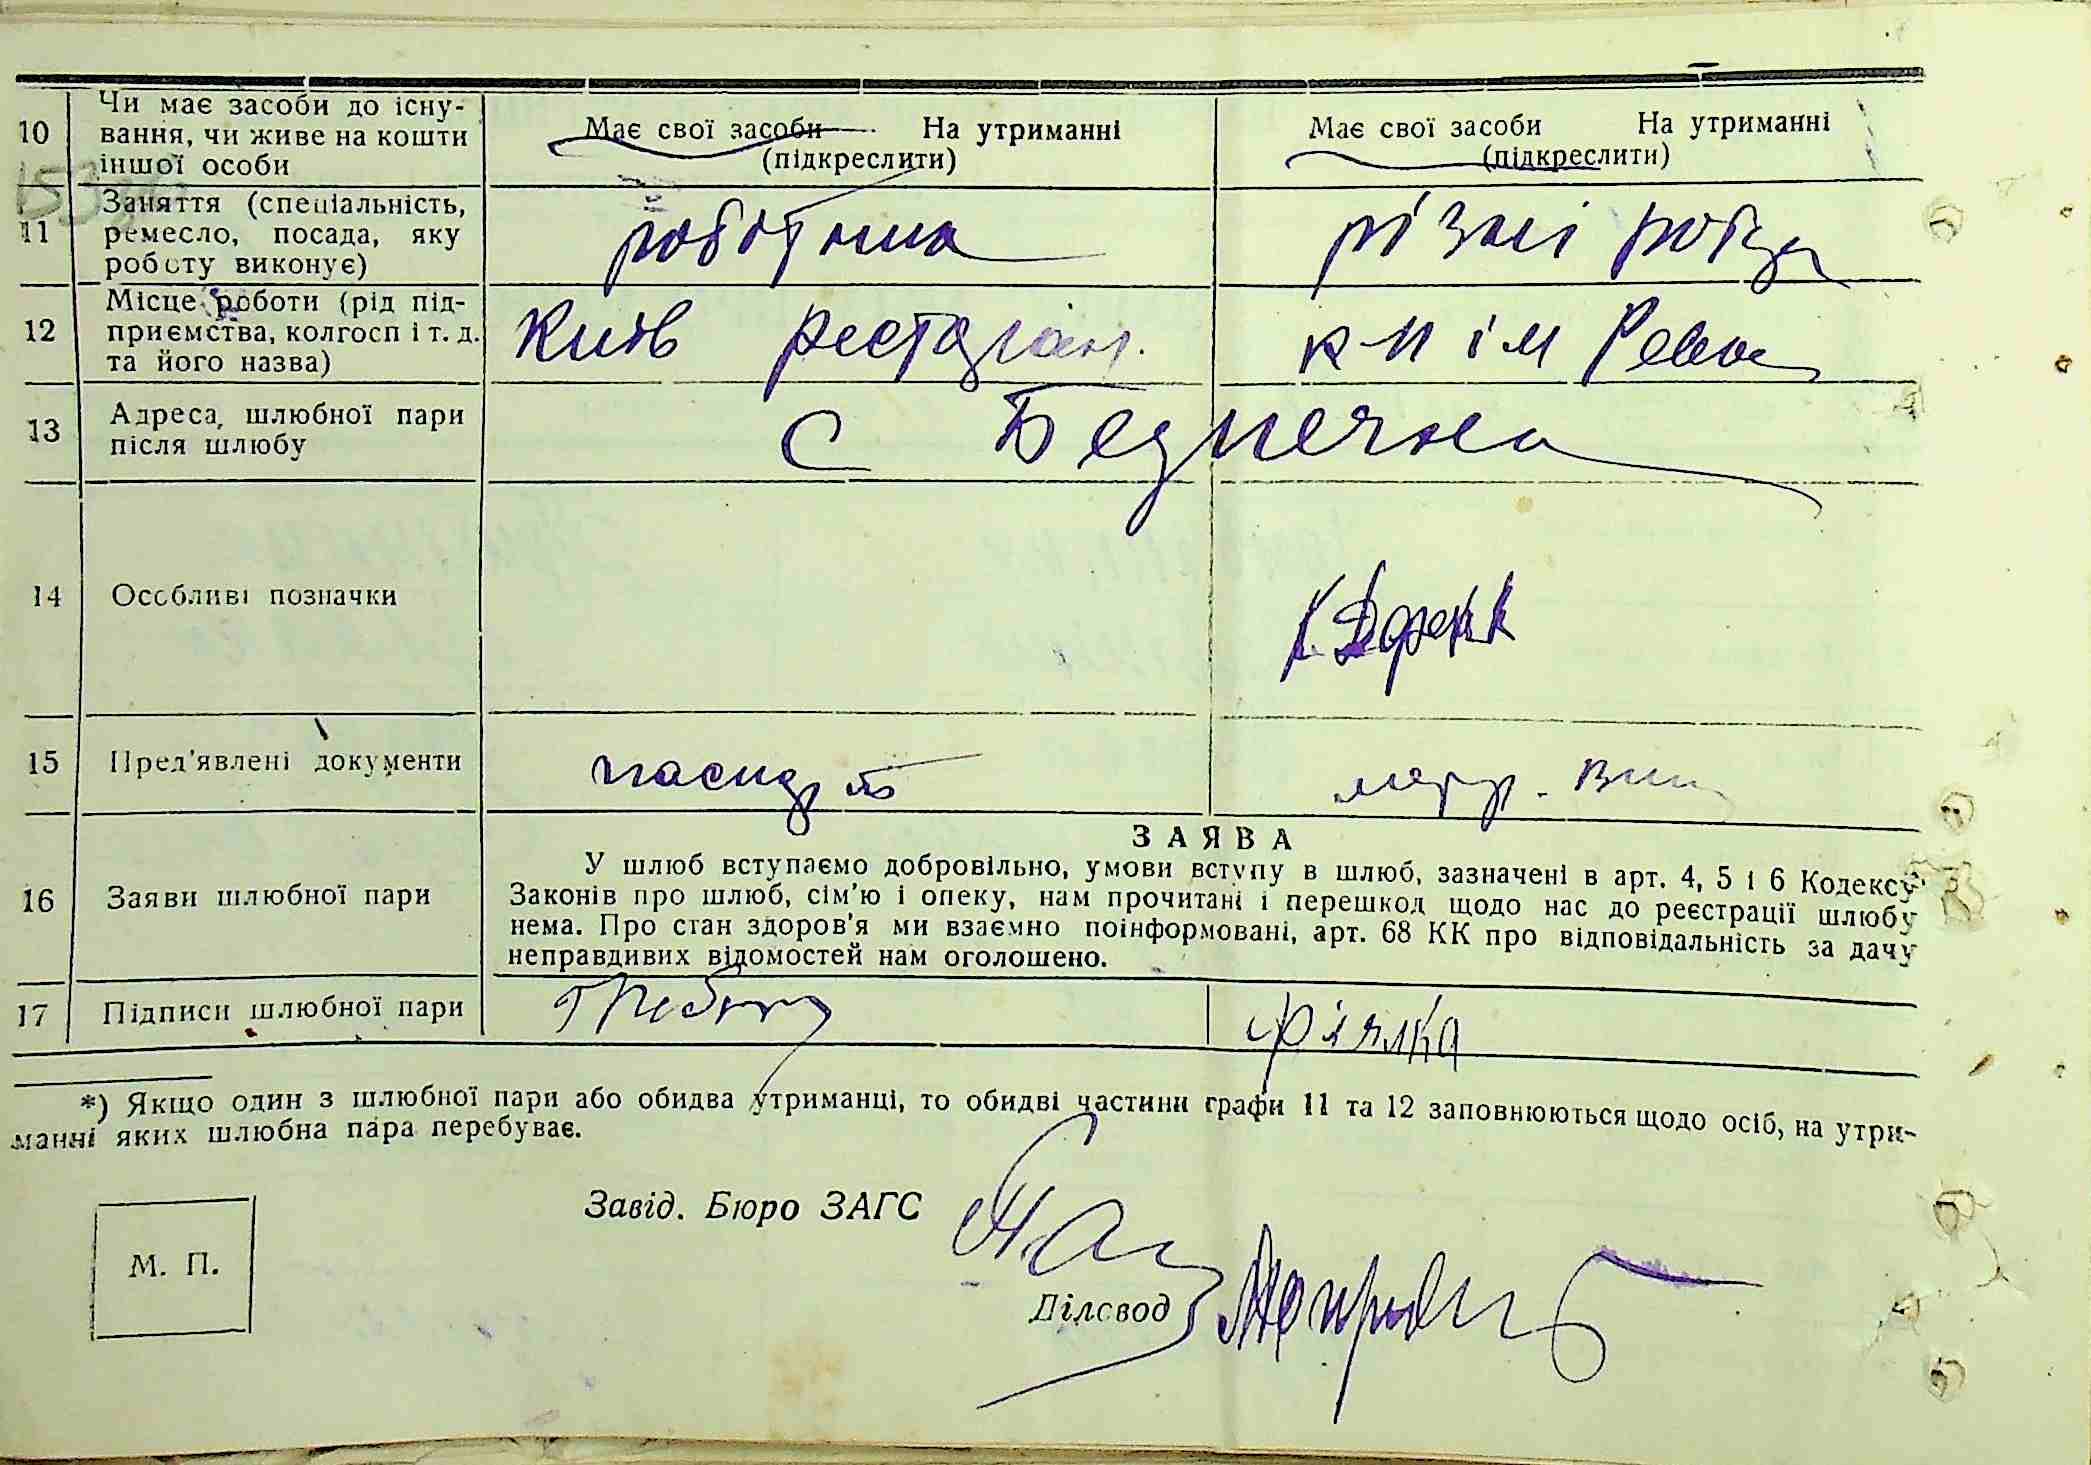 10 Чи має засоби до існу-
вання, чи живе на кошти
іншої особи
Має свої засоби На утриманні
(підкреслити)
Має свої засоби На утриманні
(підкреслити)
11 Заняття (спеціальність,
ремесло, посада, яку
роботу виконує)
різні
12 Місце роботи (рід під-
приємства, колгосп і т. д.
та його назва)
Київ ресторан
к-п ім
13 Адреса шлюбної пари
після шлюбу
с Безпечна
14 Особливі позначки
15 Пред'явлені документи
паспорт
16 Заяви шлюбної пари
ЗАЯВА
У шлюб вступаємо добровільно, умови вступу в шлюб, зазначені в арт. 4, 5 і 6 Кодексу
Законів про шлюб, сім'ю і опеку, нам прочитані і перешкод щодо нас до реєстрації шлюбу
нема. Про стан здоров'я ми взаємно поінформовані, арт. 68 КК про відповідальність за дачу
неправдивих відомостей нам оголошено.
17 Підписи шлюбної пари
Фіялка
*) Якщо один з шлюбної пари або обидва утриманці, то обидві частини графи 11 та 12 заповнюються щодо осіб, на утри-
манні яких шлюбна пара перебуває.
Завід. Бюро ЗАГС
М. П.
Діловод